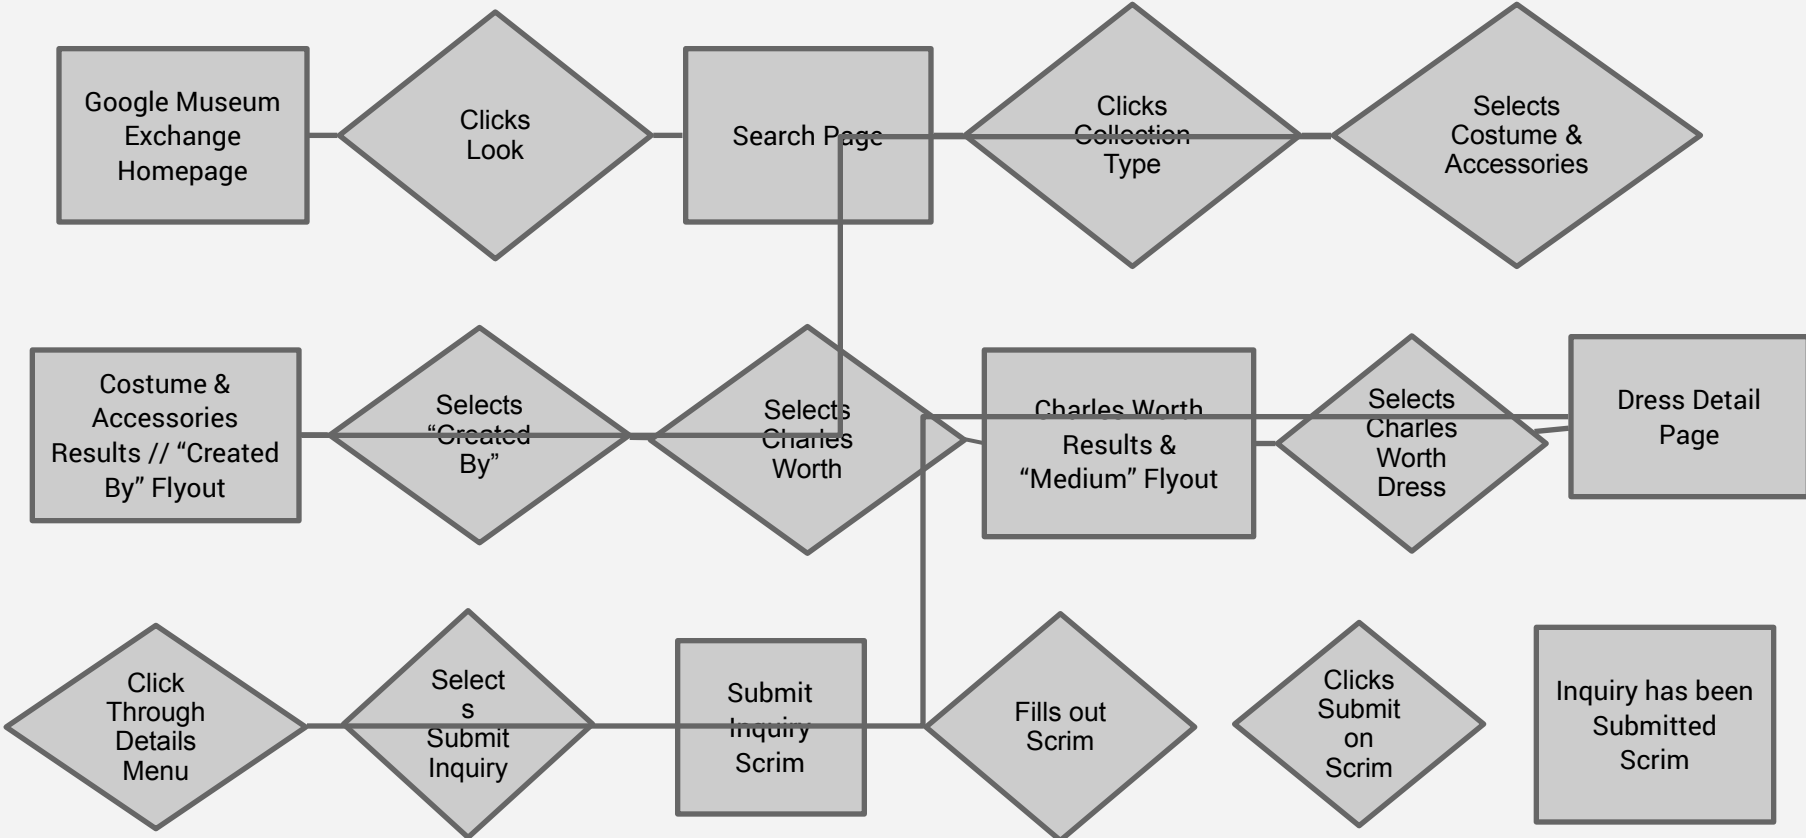 Google Museum
Exchange
Homepage
Clicks
Look
Search Page
Clicks
Collection
Type
Selects
Costume &
Accessories
Costume &
Accessories
Results // “Created
By” Flyout
Selects
“Created
By”
Selects
Charles
Worth
Charles Worth
Results &
“Medium” Flyout
Selects
Charles
Worth
Dress
Dress Detail
Page
Click
Through
Details
Menu
Select
s
Submit
Inquiry
Submit
Inquiry
Scrim
Fills out
Scrim
Clicks
Submit
on
Scrim
Inquiry has been
Submitted
Scrim